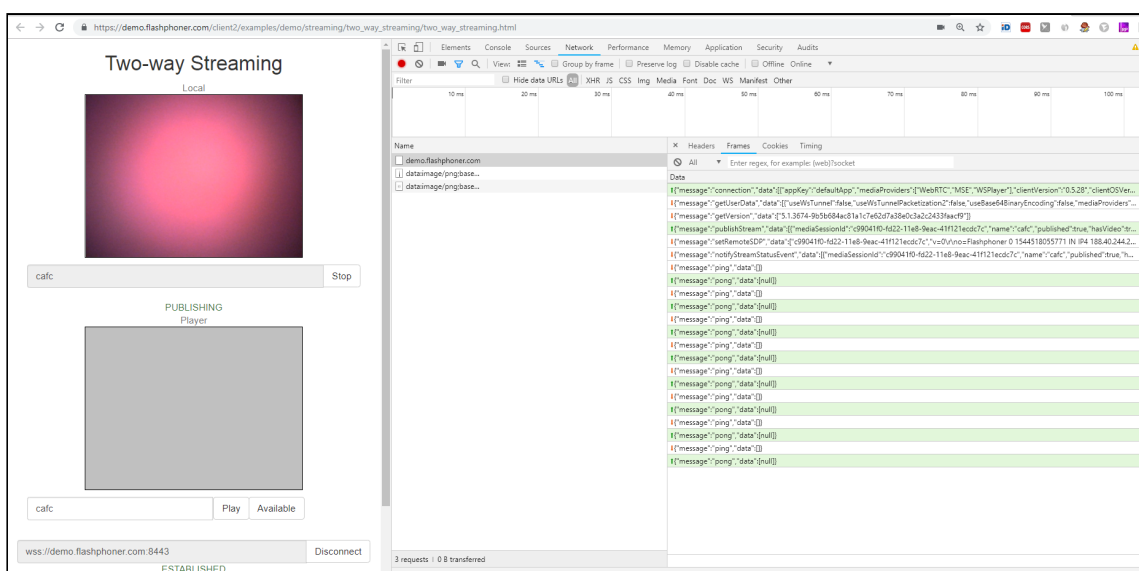 https://demo.flashphoner.com/client2/examples/demo/streaming/two_way_streaming/two_way_streaming.html
Two-way Streaming
Local
cafc
Stop
PUBLISHING
Player
cafc
Play
Available
wss://demo.flashphoner.com:8443
Disconnect
ESTABLISHED
Elements Console Sources Network Performance Memory Application Security Audits
View: Group by frame Preserve log Disable cache Offline Online
Filter
Hide data URLs All XHR JS CSS Img Media Font Doc WS Manifest Other
10 ms 20 ms 30 ms 40 ms 50 ms 60 ms 70 ms 80 ms 90 ms 100 ms
Name
demo.flashphoner.com
data:image/png;base...
data:image/png;base...
3 requests | 0 B transferred
× Headers Frames Cookies Timing
All Enter regex, for example: (web)?socket
Data
{"message":"connection","data":[{"appKey":"defaultApp","mediaProviders":["WebRTC","MSE","WSPlayer"],"clientVersion":"0.5.28","clientOSVer...
{"message":"getUserData","data":[{"useWsTunnel":false,"useWsTunnelPacketization2":false,"useBase64BinaryEncoding":false,"mediaProviders"...
{"message":"getVersion","data":["5.1.3674-9b5b684ac81a1c7e62d7a38e0c3a2c2433faacf9"]}
{"message":"publishStream","data":[{"mediaSessionId":"c99041f0-fd22-11e8-9eac-41f121ecdc7c","name":"cafc","published":true,"hasVideo":tr...
{"message":"setRemoteSDP","data":["c99041f0-fd22-11e8-9eac-41f121ecdc7c","v=0\r\no=Flashphoner 0 1544518055771 IN IP4 188.40.244.2...
{"message":"notifyStreamStatusEvent","data":[{"mediaSessionId":"c99041f0-fd22-11e8-9eac-41f121ecdc7c","name":"cafc","published":true,"h...
{"message":"ping","data":[]}
{"message":"pong","data":[null]}
{"message":"ping","data":[]}
{"message":"pong","data":[null]}
{"message":"ping","data":[]}
{"message":"pong","data":[null]}
{"message":"ping","data":[]}
{"message":"pong","data":[null]}
{"message":"ping","data":[]}
{"message":"pong","data":[null]}
{"message":"ping","data":[]}
{"message":"pong","data":[null]}
{"message":"ping","data":[]}
{"message":"pong","data":[null]}
{"message":"ping","data":[]}
{"message":"pong","data":[null]}